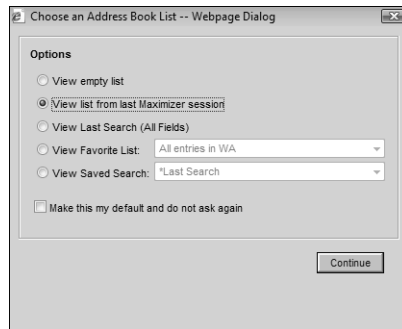 Choose an Address Book List -- Webpage Dialog
Options
View empty list
View list from last Maximizer session
View Last Search (All Fields)
View Favorite List: All entries in WA
View Saved Search: *Last Search
Make this my default and do not ask again
Continue